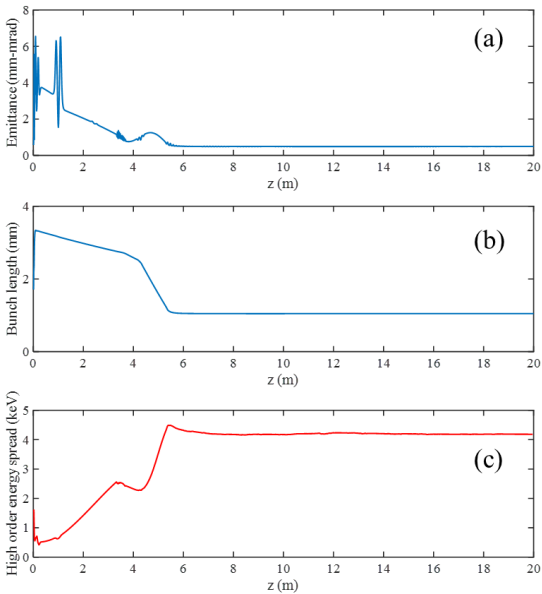 8
6
4
2
0
Emittance (mm-mrad)
(a)
0 2 4 6 8 10 12 14 16 18 20
z (m)
4
2
0
Bunch length (mm)
(b)
0 2 4 6 8 10 12 14 16 18 20
z (m)
5
4
3
2
1
0
High order energy spread (keV)
(c)
0 2 4 6 8 10 12 14 16 18 20
z (m)